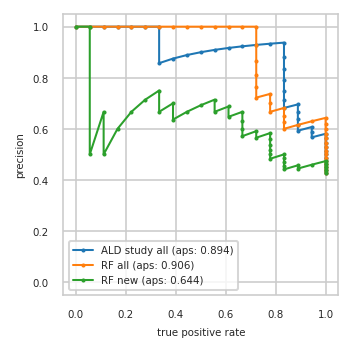 1.0
0.8
0.6
0.4
0.2
0.0
precision
ALD study all (aps: 0.894)
RF all (aps: 0.906)
RF new (aps: 0.644)
0.0 0.2 0.4 0.6 0.8 1.0
true positive rate